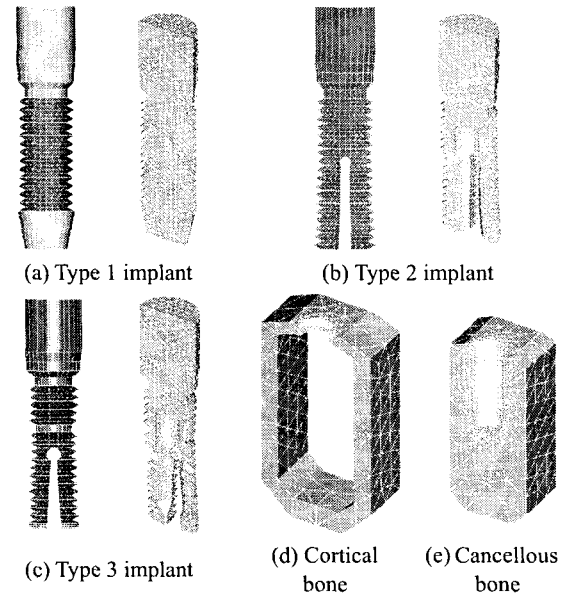 (a) Type 1 implant
(b) Type 2 implant
(c) Type 3 implant
(d) Cortical
bone
(e) Cancellous
bone